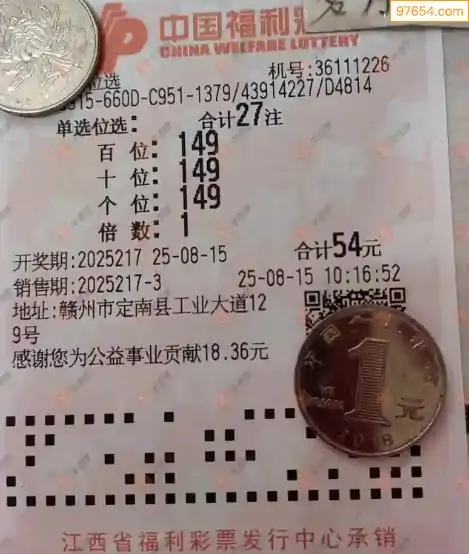 97654.com
中国福利彩
CHINA WELFARE LOTTERY
位选
机号:36111226
15-660D-C951-1379/43914227/D4814
单选位选: 合计27注
百 位: 149
十 位: 149
个 位: 149
倍 数: 1
开奖期:2025217 25-08-15 合计54元
销售期:2025217-3 25-08-15 10:16:52
地址:赣州市定南县工业大道12
9号
感谢您为公益事业贡献18.36元
1
元
2018
江西省福利彩票发行中心承销